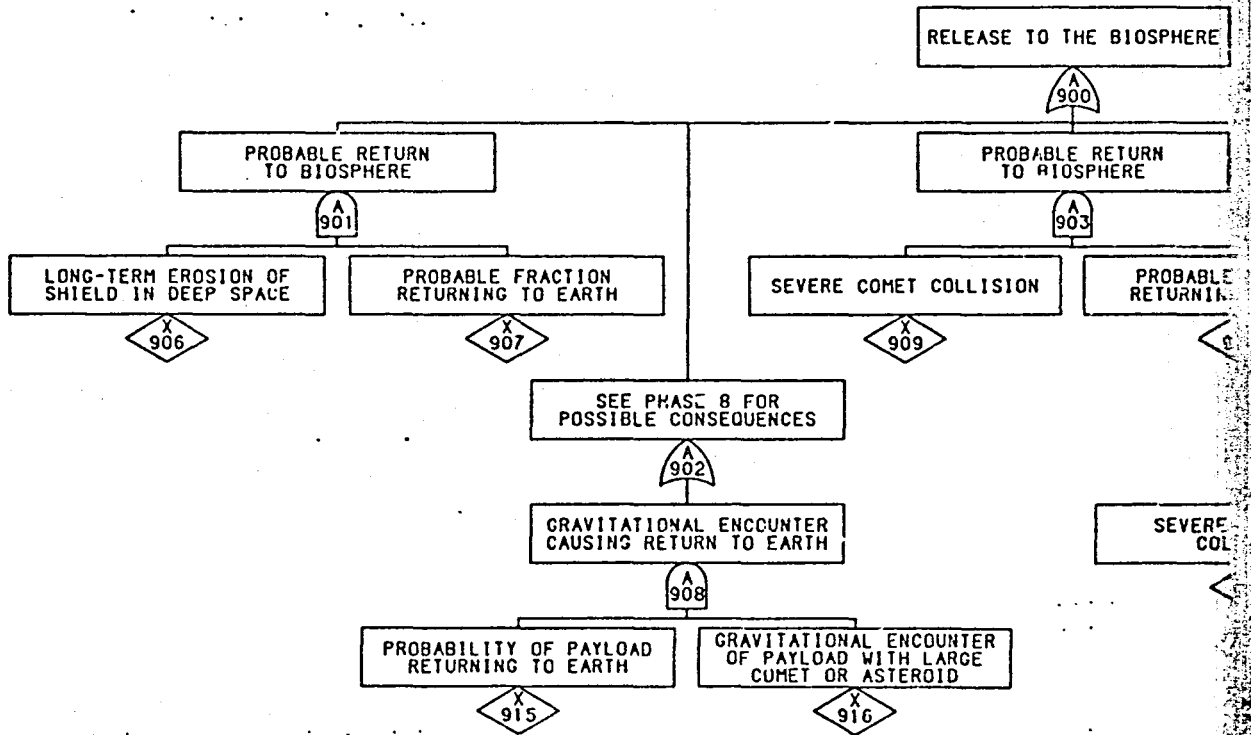 RELEASE TO THE BIOSPHERE
A
900
PROBABLE RETURN
TO BIOSPHERE
A
901
PROBABLE RETURN
TO BIOSPHERE
A
903
LONG-TERM EROSION OF
SHIELD IN DEEP SPACE
X
906
PROBABLE FRACTION
RETURNING TO EARTH
X
907
SEVERE COMET COLLISION
X
909
PROBABLE
SEE PHASE 8 FOR
POSSIBLE CONSEQUENCES
A
902
GRAVITATIONAL ENCOUNTER
CAUSING RETURN TO EARTH
A
908
SEVERE
PROBABILITY OF PAYLOAD
RETURNING TO EARTH
X
915
GRAVITATIONAL ENCOUNTER
OF PAYLOAD WITH LARGE
CUMET OR ASTEROID
X
916